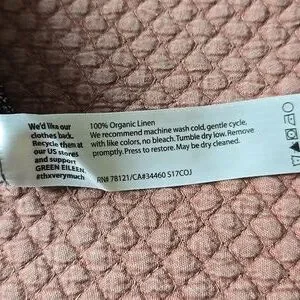 We'd like our
clothes back.
Recycle them at
our US stores
and support
GREEN EILEEN.
#thxverymuch
100% Organic Linen
We recommend machine wash cold, gentle cycle,
with like colors, no bleach. Tumble dry low. Remove
promptly. Press to restore. May be dry cleaned.
RN# 78121/CA#34460 S17COJ